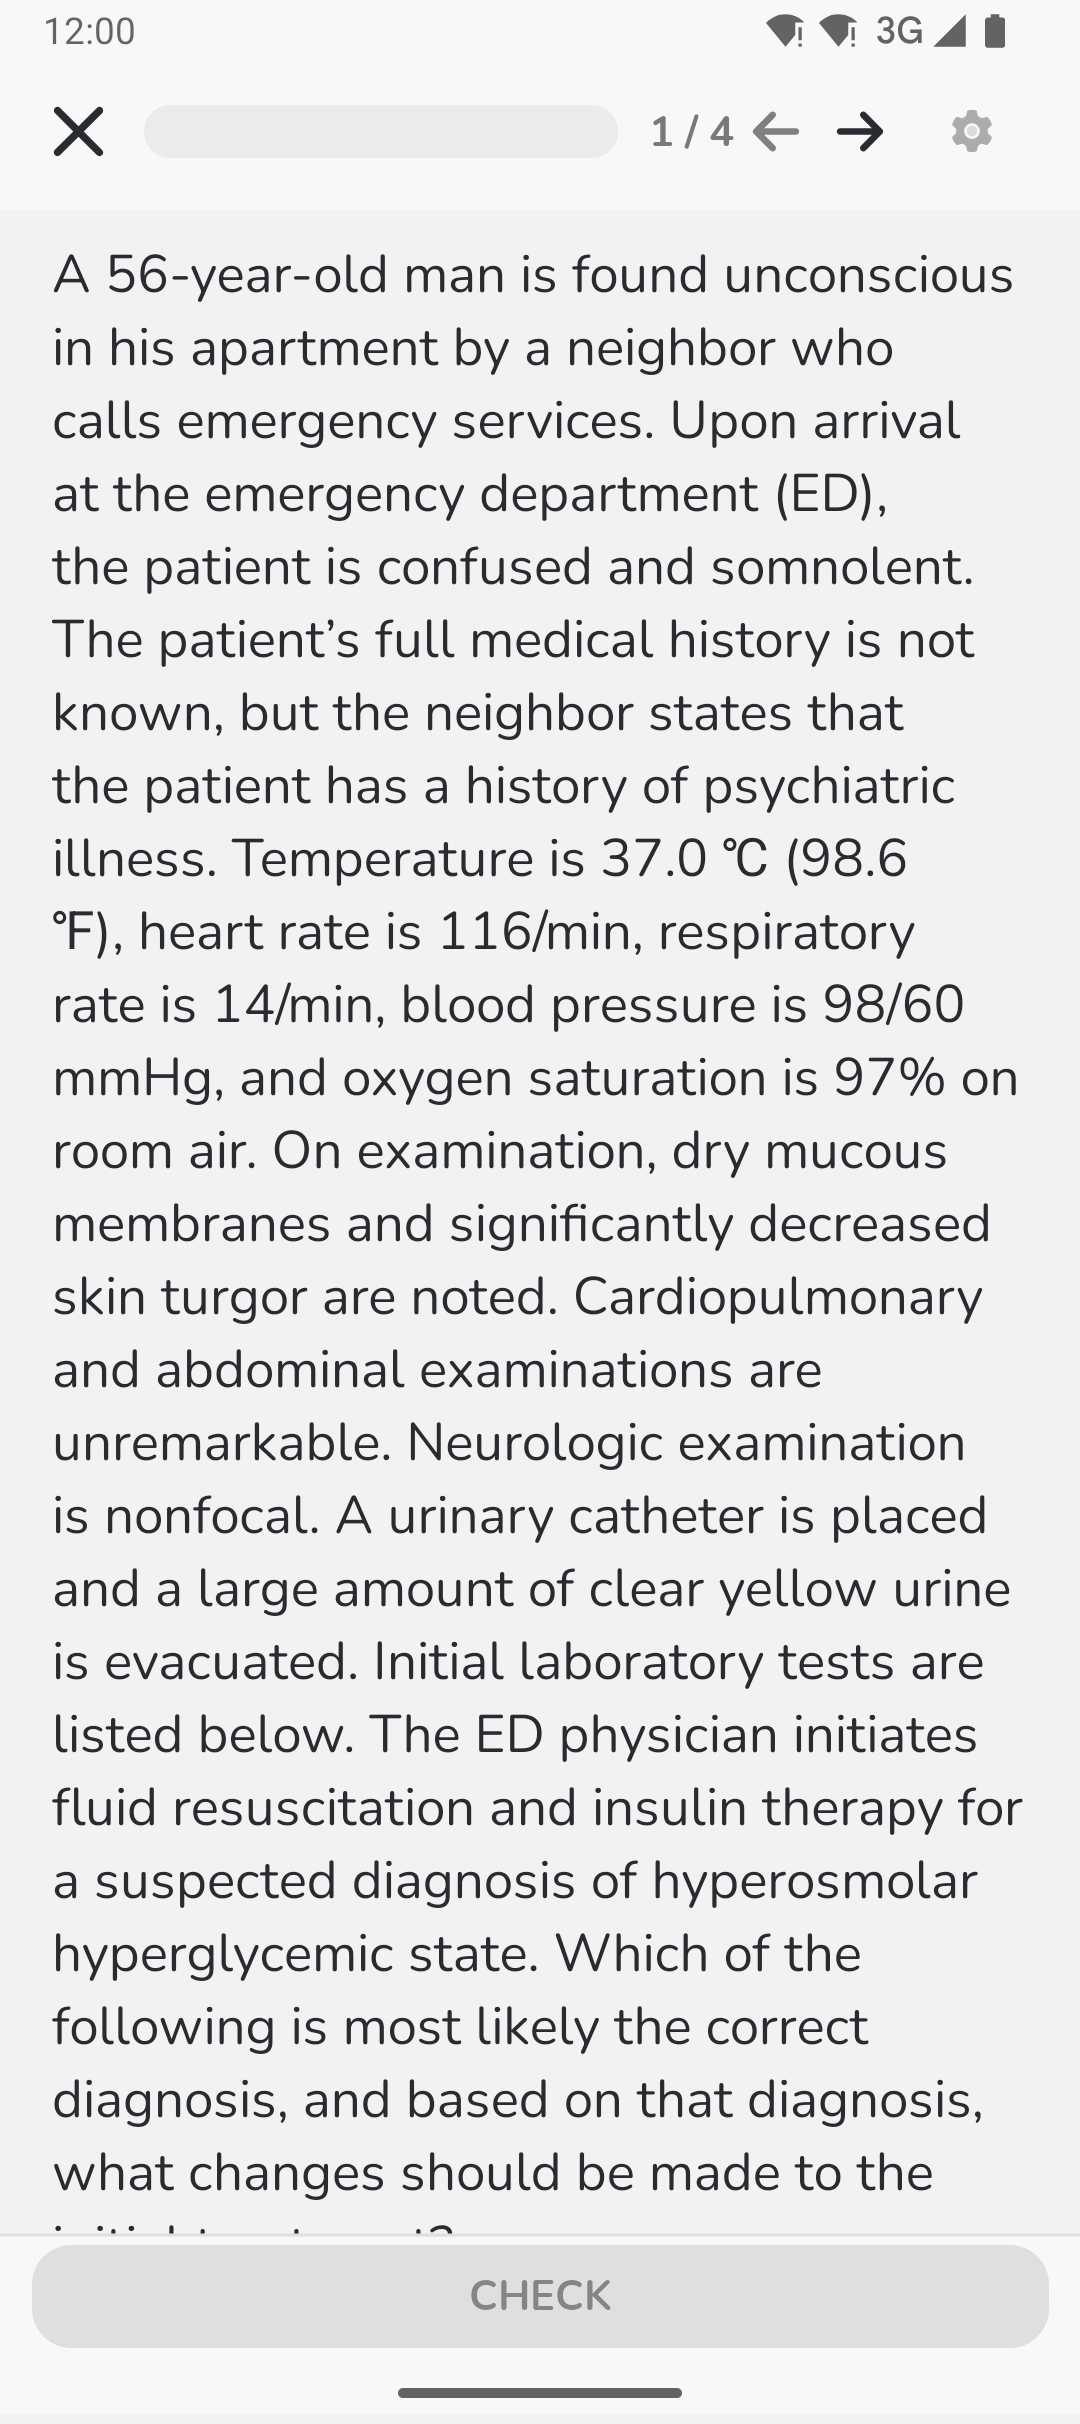 12:00
3G
1 / 4
A 56-year-old man is found unconscious
in his apartment by a neighbor who
calls emergency services. Upon arrival
at the emergency department (ED),
the patient is confused and somnolent.
The patient’s full medical history is not
known, but the neighbor states that
the patient has a history of psychiatric
illness. Temperature is 37.0 ℃ (98.6
℉), heart rate is 116/min, respiratory
rate is 14/min, blood pressure is 98/60
mmHg, and oxygen saturation is 97% on
room air. On examination, dry mucous
membranes and significantly decreased
skin turgor are noted. Cardiopulmonary
and abdominal examinations are
unremarkable. Neurologic examination
is nonfocal. A urinary catheter is placed
and a large amount of clear yellow urine
is evacuated. Initial laboratory tests are
listed below. The ED physician initiates
fluid resuscitation and insulin therapy for
a suspected diagnosis of hyperosmolar
hyperglycemic state. Which of the
following is most likely the correct
diagnosis, and based on that diagnosis,
what changes should be made to the
CHECK